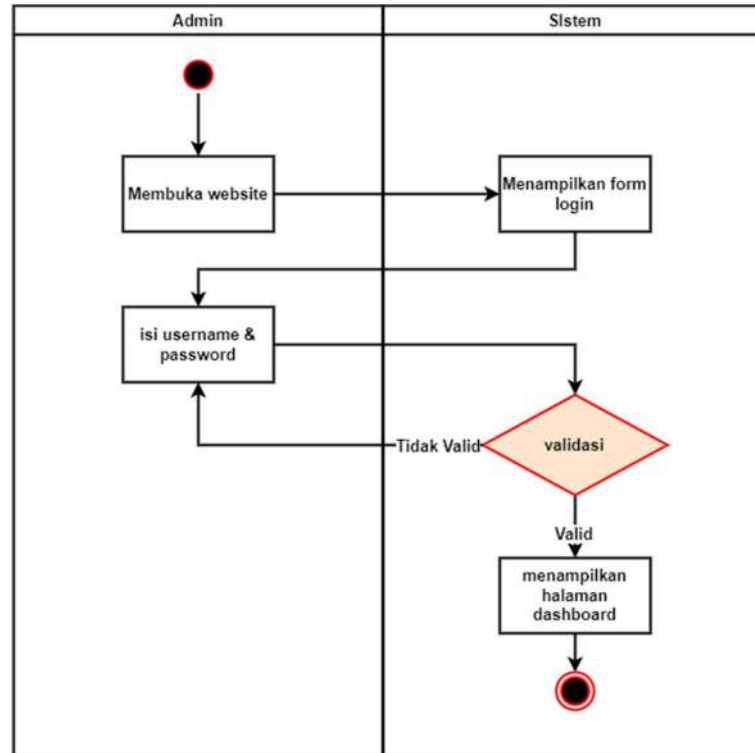 Admin
SIstem
Membuka website
Menampilkan form
login
isi username &
password
Tidak Valid
validasi
Valid
menampilkan
halaman
dashboard